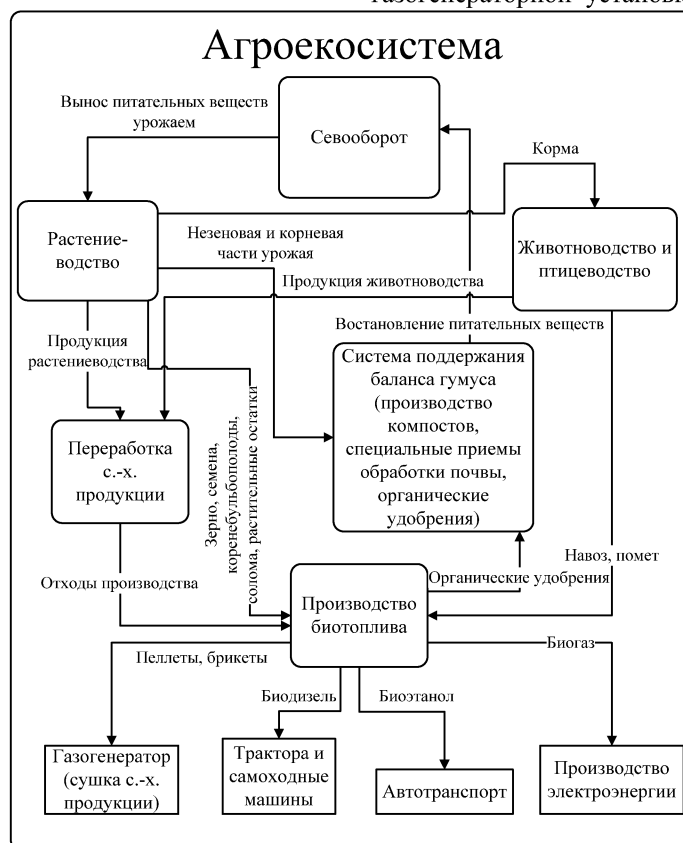 газогенераторной установк
Агроекосистема
Вынос питательных веществ
урожаем
Севооборот
Корма
Растение-
водство
Незеновая и корневая
части урожая
Животноводство и
птицеводство
Продукция животноводства
Продукция
растениеводства
Востановление питательных веществ
Система поддержания
баланса гумуса
(производство
компостов,
специальные приемы
обработки почвы,
органические
удобрения)
Переработка
с.-х.
продукции
Зерно, семена,
коренебульбоплоды,
солома, растительные остатки
Навоз, помет
Отходы производства
Органические удобрения
Производство
биотоплива
Пеллеты, брикеты
Биогаз
Биодизель
Биоэтанол
Газогенератор
(сушка с.-х.
продукции)
Трактора и
самоходные
машины
Автотранспорт
Производство
электроэнергии